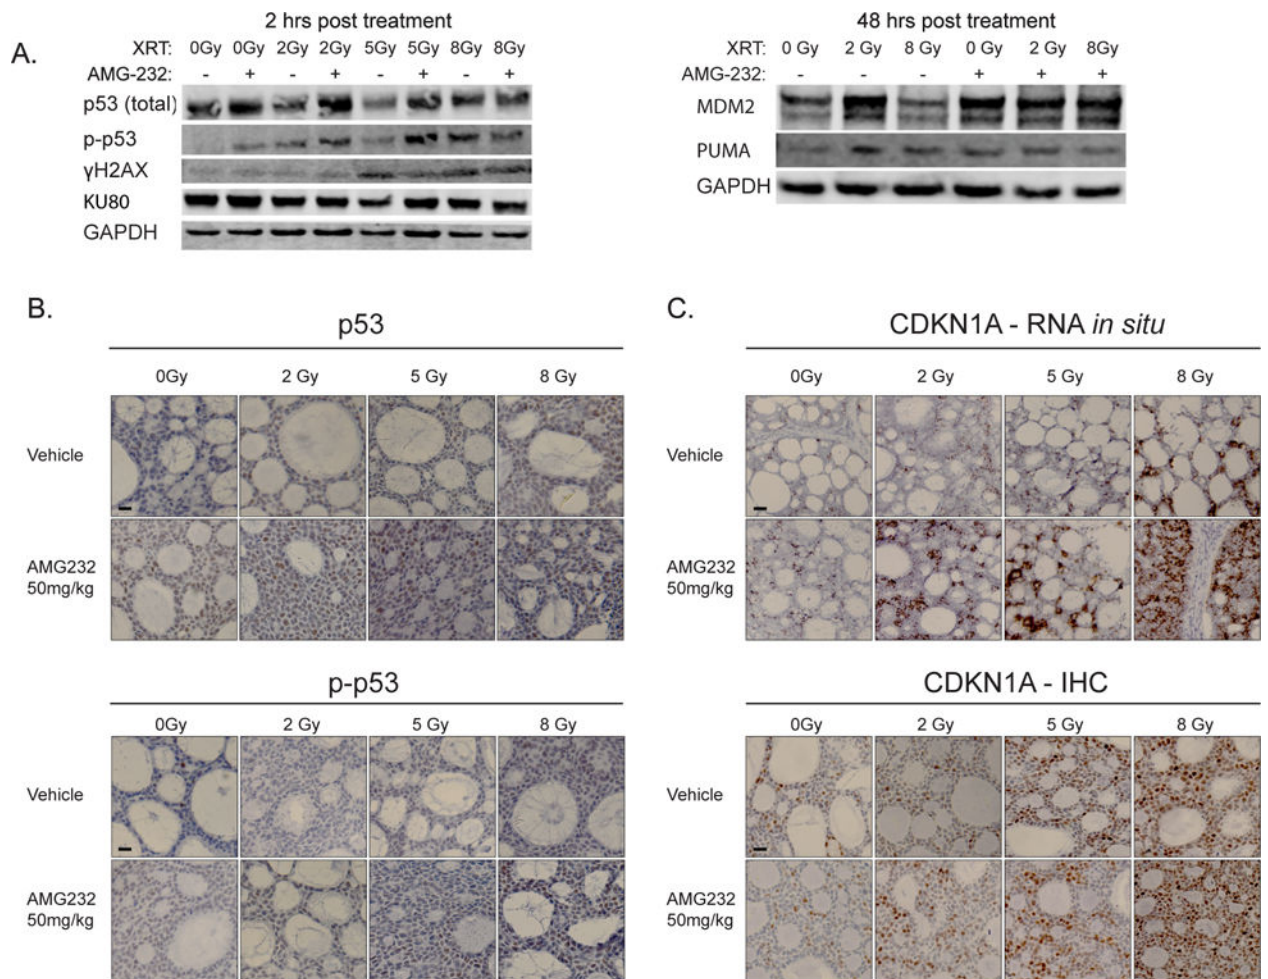 A.
2 hrs post treatment
XRT: 0Gy 0Gy 2Gy 2Gy 5Gy 5Gy 8Gy 8Gy
AMG-232: - + - + - + - +
p53 (total)
p-p53
γH2AX
KU80
GAPDH
48 hrs post treatment
XRT: 0 Gy 2 Gy 8 Gy 0 Gy 2 Gy 8Gy
AMG-232: - - - + + +
MDM2
PUMA
GAPDH
B.
p53
0Gy 2 Gy 5 Gy 8 Gy
Vehicle
AMG232
50mg/kg
p-p53
0Gy 2 Gy 5 Gy 8 Gy
Vehicle
AMG232
50mg/kg
C.
CDKN1A - RNA in situ
0Gy 2 Gy 5 Gy 8 Gy
Vehicle
AMG232
50mg/kg
CDKN1A - IHC
0Gy 2 Gy 5 Gy 8 Gy
Vehicle
AMG232
50mg/kg